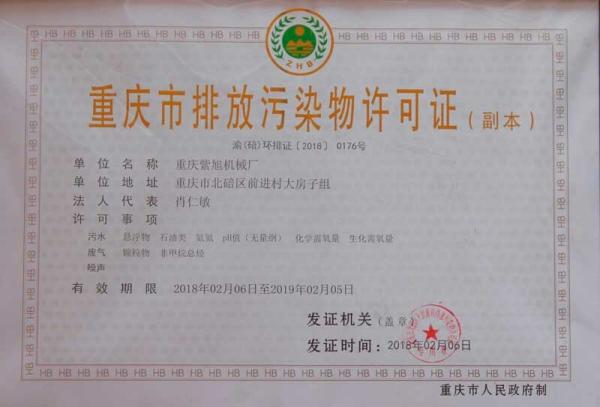 ZHB
重庆市排放污染物许可证（副本）
渝(碚)环排证〔2018〕0176号
单位名称 重庆紫旭机械厂
单位地址 重庆市北碚区前进村大房子组
法人代表 肖仁敏
许可事项
污水 悬浮物 石油类 氨氮 pH值（无量纲） 化学需氧量 生化需氧量
废气 颗粒物 非甲烷总烃
噪声
有效期限 2018年02月06日至2019年02月05日
发证机关（盖章）
发证时间：2018年02月06日
重庆市人民政府制